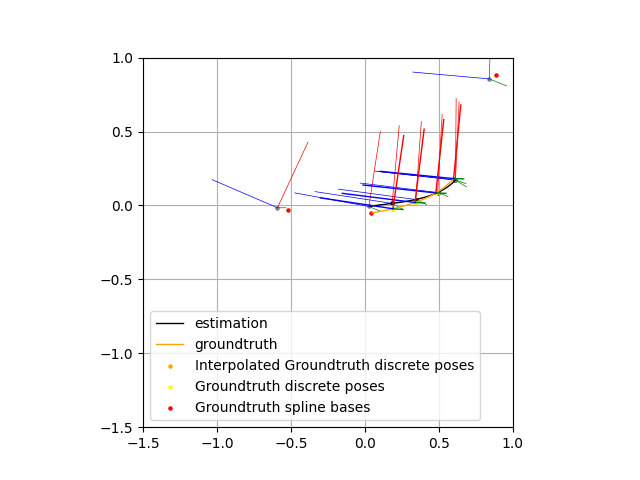 1.0
0.5
0.0
−0.5
−1.0
−1.5
estimation
groundtruth
Interpolated Groundtruth discrete poses
Groundtruth discrete poses
Groundtruth spline bases
−1.5 −1.0 −0.5 0.0 0.5 1.0